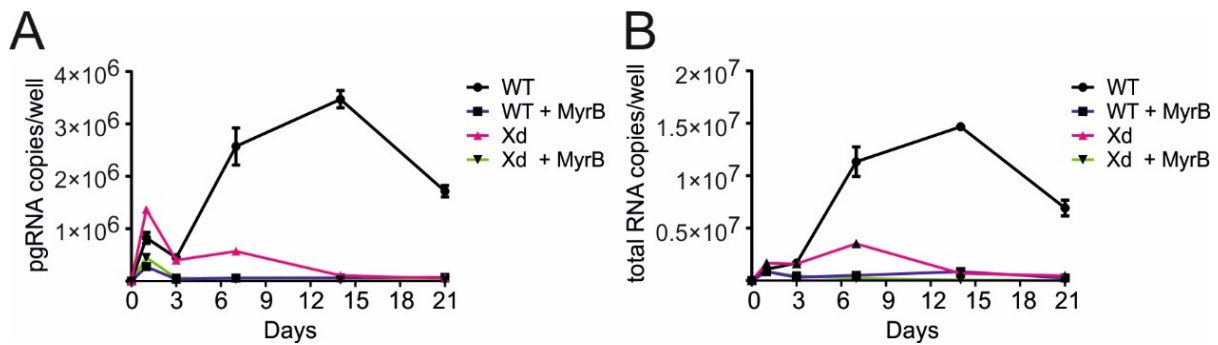 A
pgRNA copies/well
4×10⁶
3×10⁶
2×10⁶
1×10⁶
0 3 6 9 12 15 18 21
Days
WT
WT + MyrB
Xd
Xd + MyrB
B
total RNA copies/well
2×10⁷
1.5×10⁷
1×10⁷
0.5×10⁷
0 3 6 9 12 15 18 21
Days
WT
WT + MyrB
Xd
Xd + MyrB